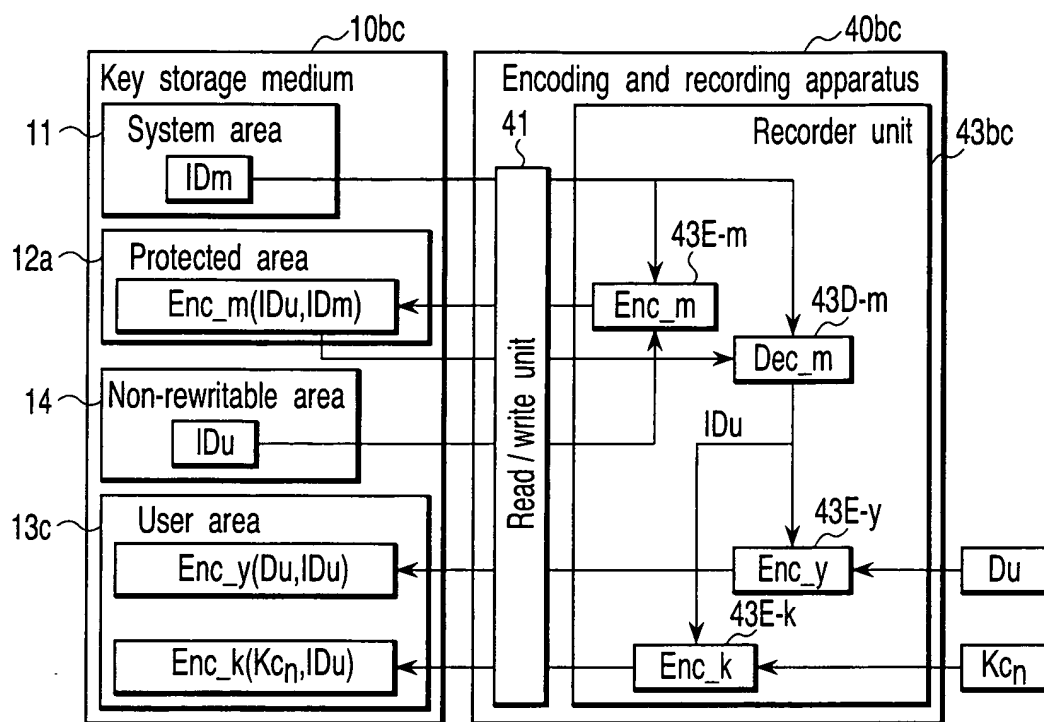 10bc
40bc
Key storage medium
Encoding and recording apparatus
11
System area
IDm
41
Recorder unit
43bc
12a
Protected area
Enc_m(IDu,IDm)
43E-m
Enc_m
43D-m
Dec_m
14
Non-rewritable area
IDu
Read / write unit
IDu
13c
User area
43E-y
Enc_y(Du,IDu)
Enc_y
Du
43E-k
Enc_k(Kcn,IDu)
Enc_k
Kcn